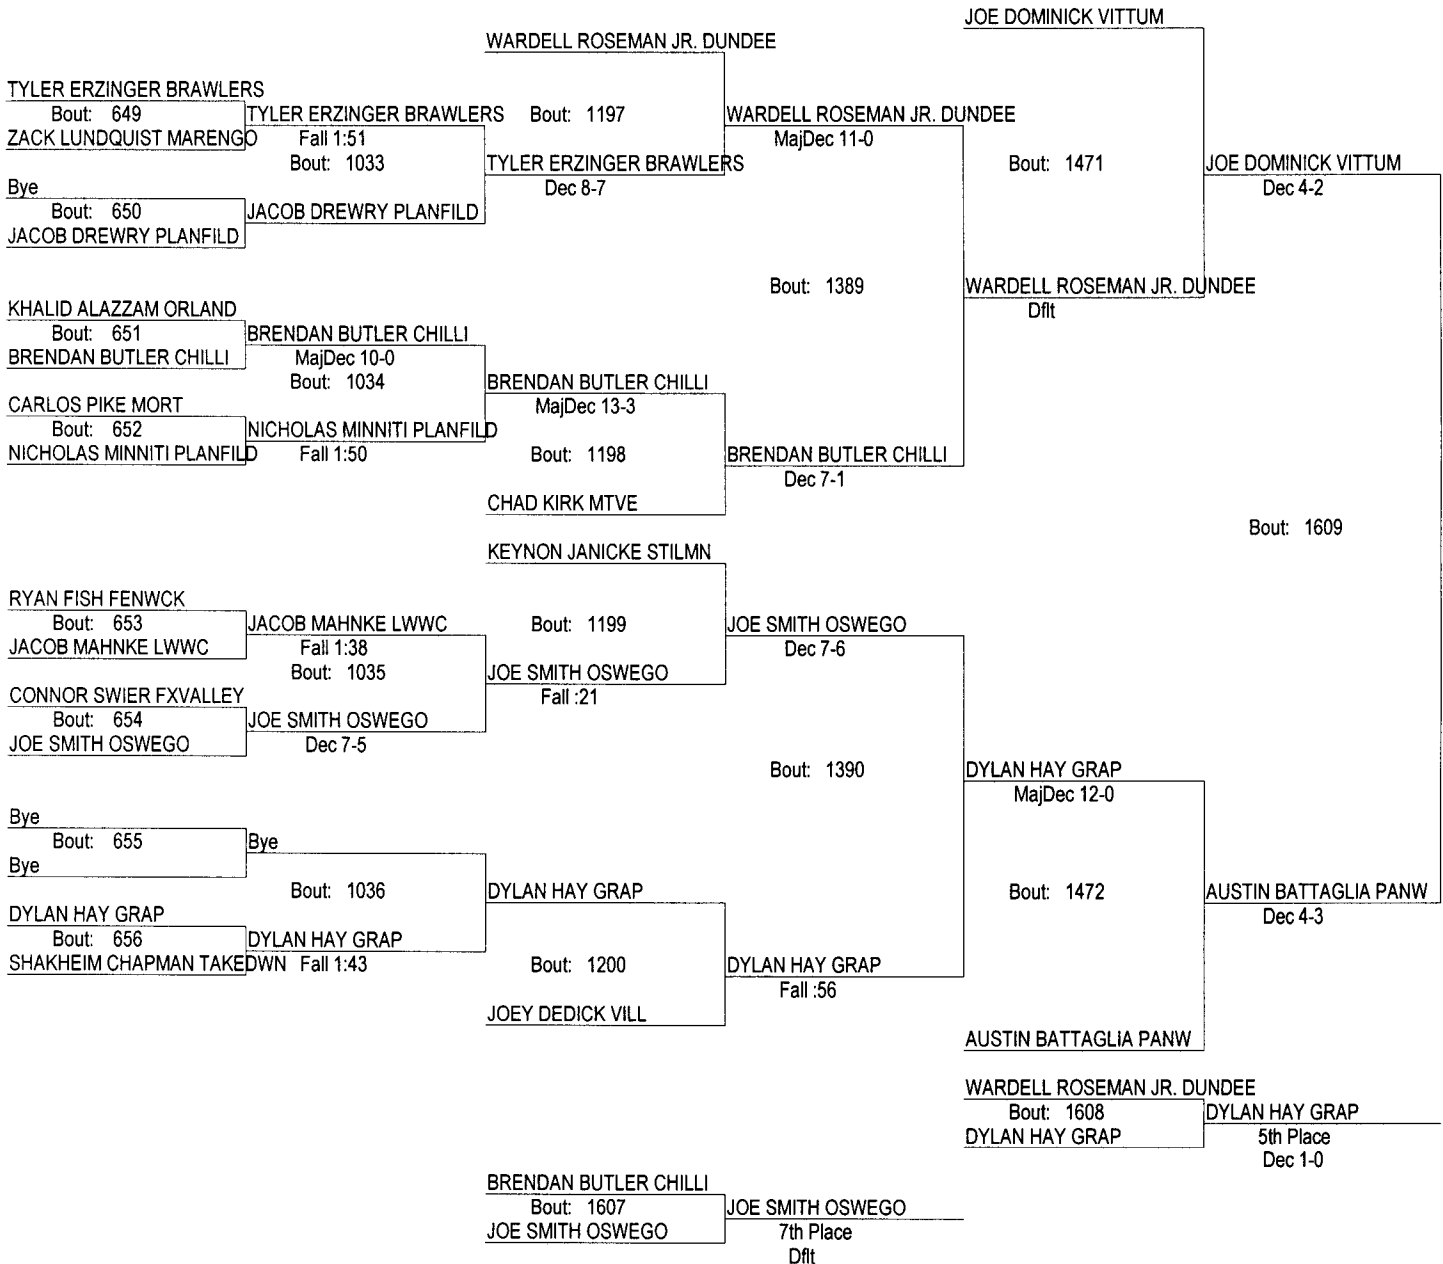 JOE DOMINICK VITTUM
WARDELL ROSEMAN JR. DUNDEE
TYLER ERZINGER BRAWLERS
Bout: 649
TYLER ERZINGER BRAWLERS
Bout: 1197
WARDELL ROSEMAN JR. DUNDEE
ZACK LUNDQUIST MARENGO
Fall 1:51
MajDec 11-0
Bout: 1033
TYLER ERZINGER BRAWLERS
Bout: 1471
JOE DOMINICK VITTUM
Bye
Dec 8-7
Dec 4-2
Bout: 650
JACOB DREWRY PLANFILD
JACOB DREWRY PLANFILD
Bout: 1389
WARDELL ROSEMAN JR. DUNDEE
KHALID ALAZZAM ORLAND
Dflt
Bout: 651
BRENDAN BUTLER CHILLI
BRENDAN BUTLER CHILLI
MajDec 10-0
Bout: 1034
BRENDAN BUTLER CHILLI
CARLOS PIKE MORT
MajDec 13-3
Bout: 652
NICHOLAS MINNITI PLANFILD
NICHOLAS MINNITI PLANFILD
Fall 1:50
Bout: 1198
BRENDAN BUTLER CHILLI
Dec 7-1
CHAD KIRK MTVE
Bout: 1609
KEYNON JANICKE STILMN
RYAN FISH FENWCK
Bout: 653
JACOB MAHNKE LWWC
Bout: 1199
JOE SMITH OSWEGO
JACOB MAHNKE LWWC
Fall 1:38
Dec 7-6
Bout: 1035
JOE SMITH OSWEGO
CONNOR SWIER FXVALLEY
Fall :21
Bout: 654
JOE SMITH OSWEGO
JOE SMITH OSWEGO
Dec 7-5
Bout: 1390
DYLAN HAY GRAP
MajDec 12-0
Bye
Bout: 655
Bye
Bye
Bout: 1036
DYLAN HAY GRAP
Bout: 1472
AUSTIN BATTAGLIA PANW
DYLAN HAY GRAP
Dec 4-3
Bout: 656
DYLAN HAY GRAP
SHAKHEIM CHAPMAN TAKEDWN
Fall 1:43
Bout: 1200
DYLAN HAY GRAP
Fall :56
JOEY DEDICK VILL
AUSTIN BATTAGLIA PANW
WARDELL ROSEMAN JR. DUNDEE
Bout: 1608
DYLAN HAY GRAP
DYLAN HAY GRAP
5th Place
Dec 1-0
BRENDAN BUTLER CHILLI
Bout: 1607
JOE SMITH OSWEGO
JOE SMITH OSWEGO
7th Place
Dflt